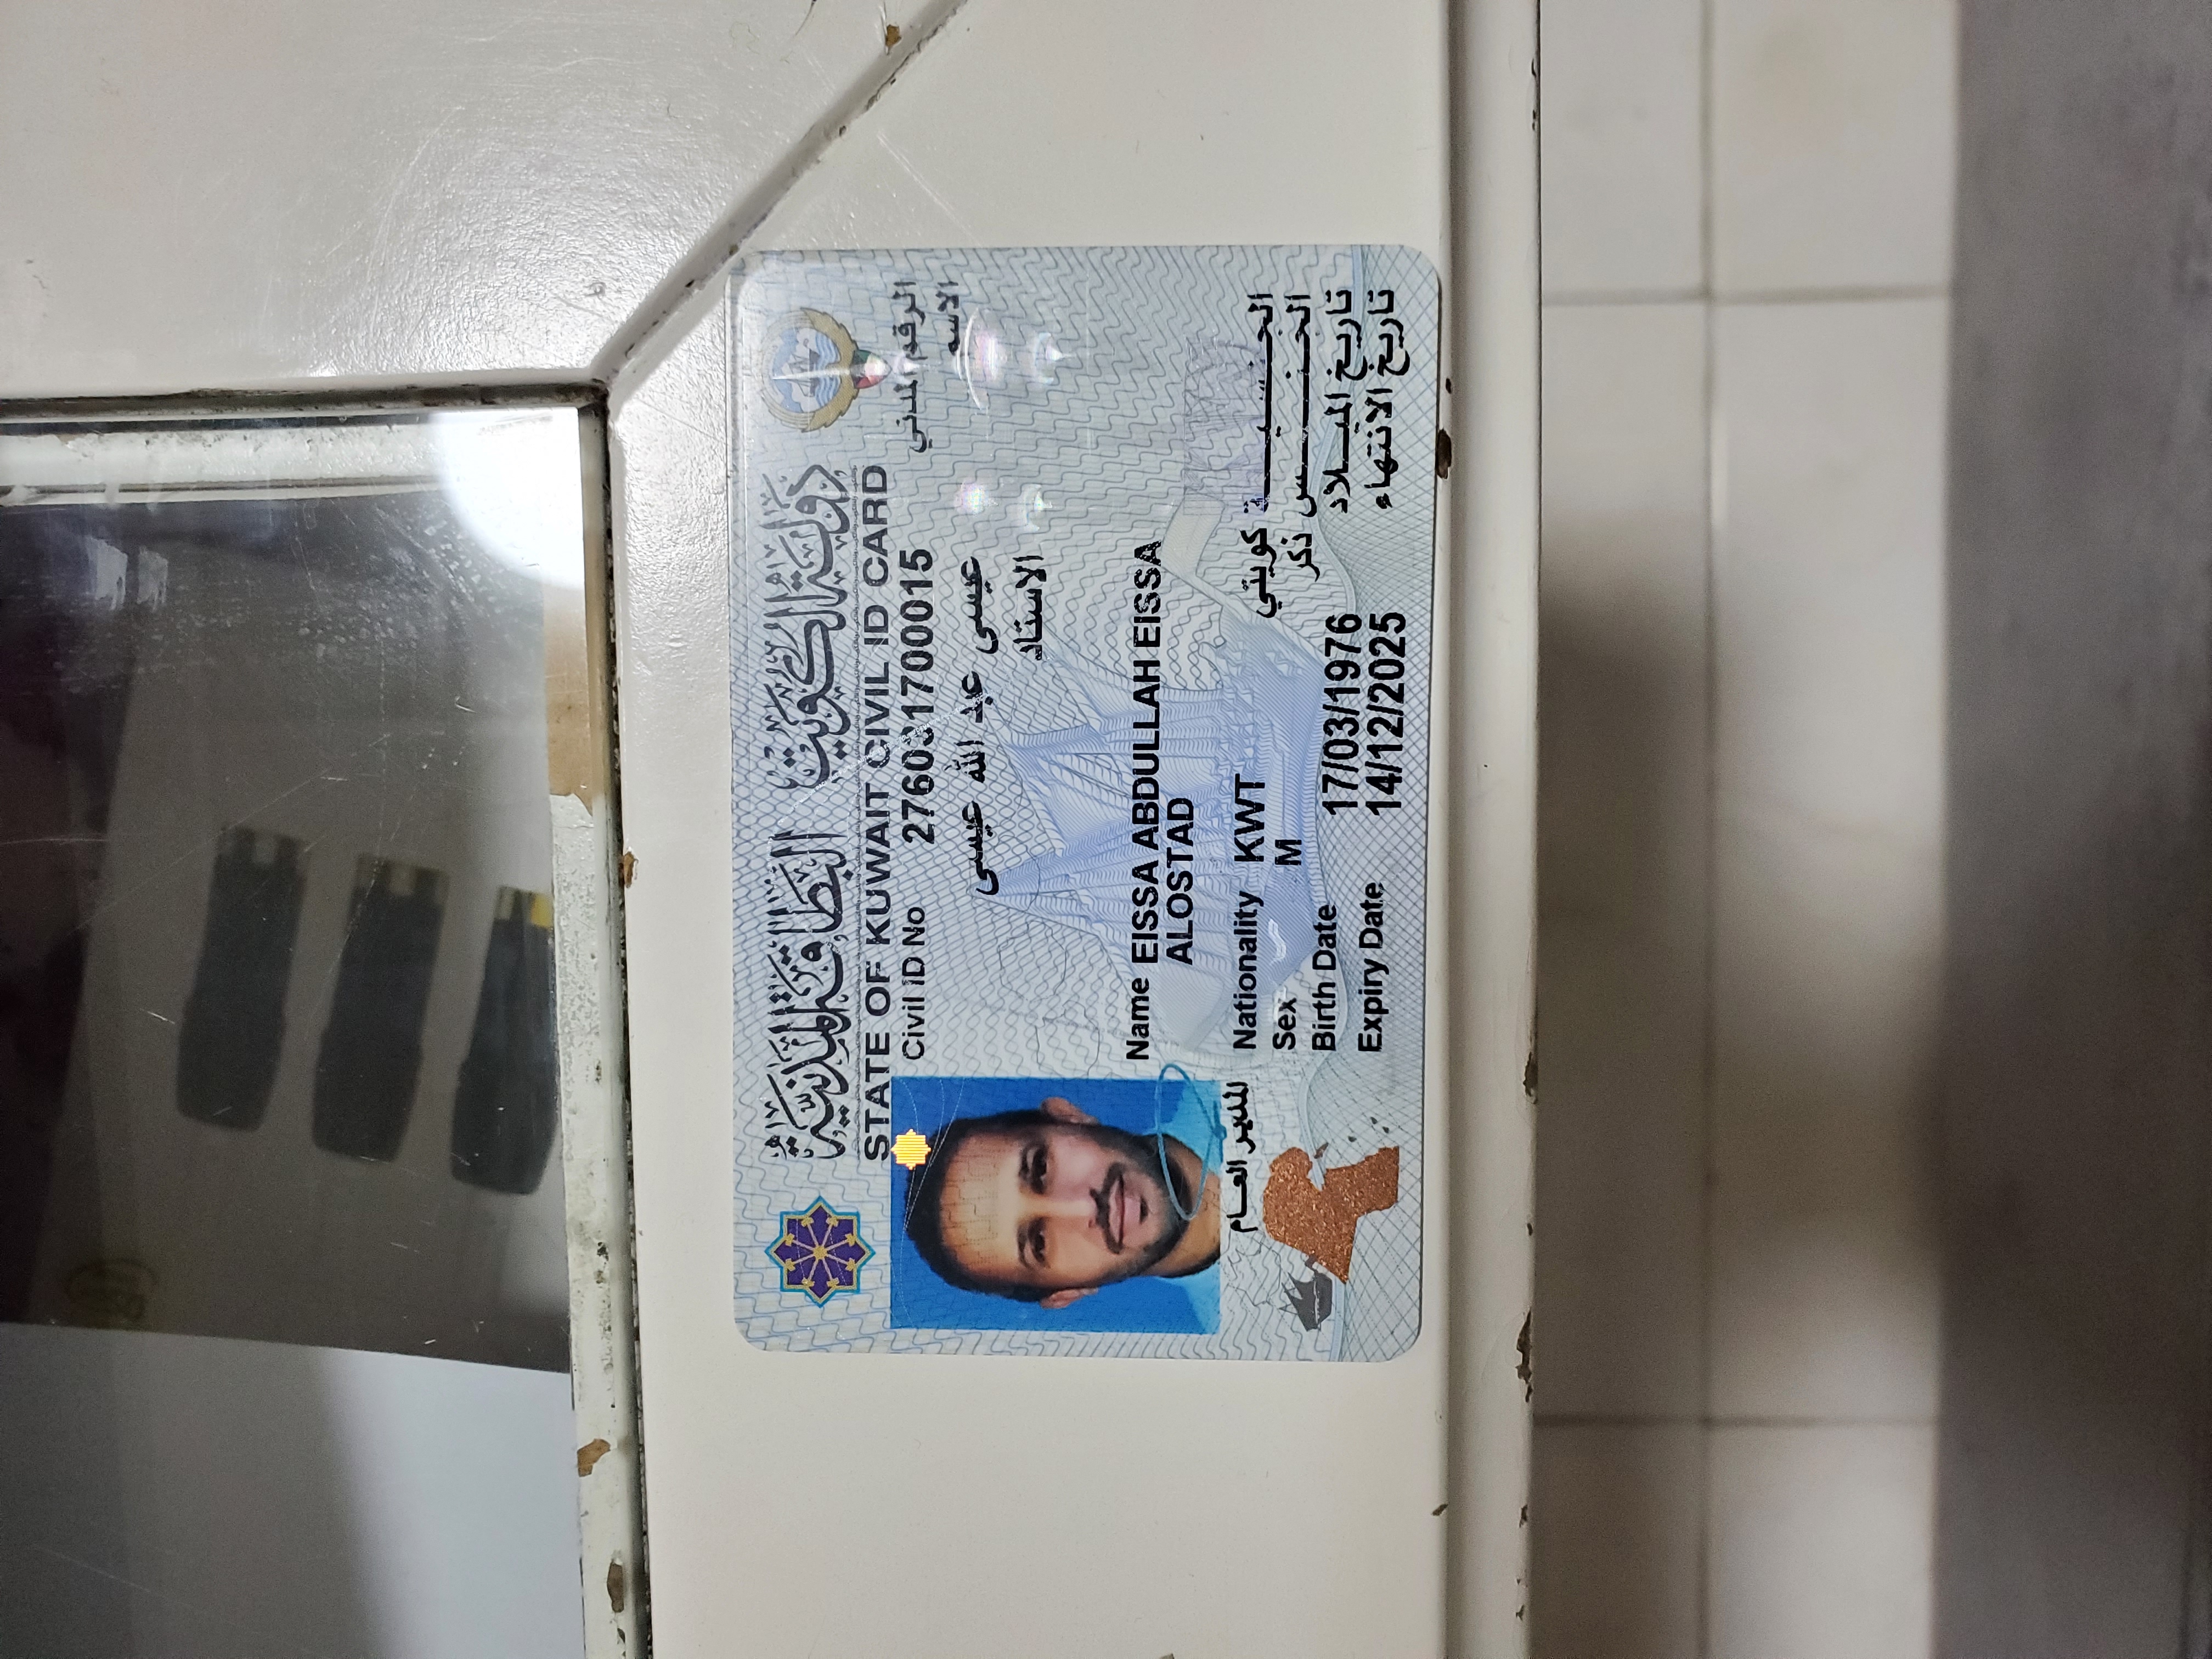 البطاقة المدنية دولة الكويت
STATE OF KUWAIT CIVIL ID CARD
Civil ID No 276031700015 الرقم المدني
الاسم عيسى عبد الله عيسى
الاستاد
Name EISSA ABDULLAH EISSA
ALOSTAD
Nationality KWT كويتي الجنسية
Sex M ذكر الجنس
Birth Date 17/03/1976 تاريخ الميلاد
Expiry Date 14/12/2025 تاريخ الانتهاء
المدير العام